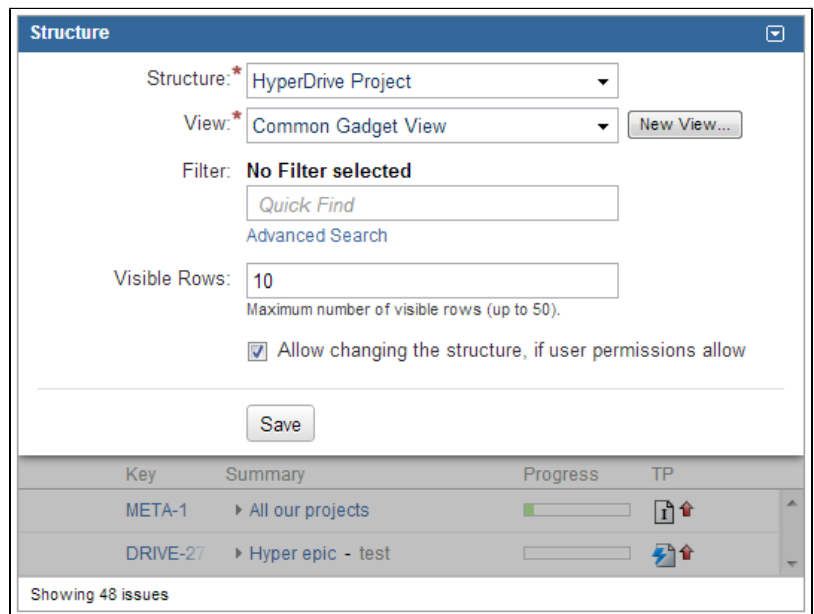 Structure
Structure:* HyperDrive Project
View:* Common Gadget View New View...
Filter: No Filter selected
Quick Find
Advanced Search
Visible Rows: 10
Maximum number of visible rows (up to 50).
Allow changing the structure, if user permissions allow
Save
Key Summary Progress TP
META-1 All our projects I
DRIVE-27 Hyper epic - test
Showing 48 issues